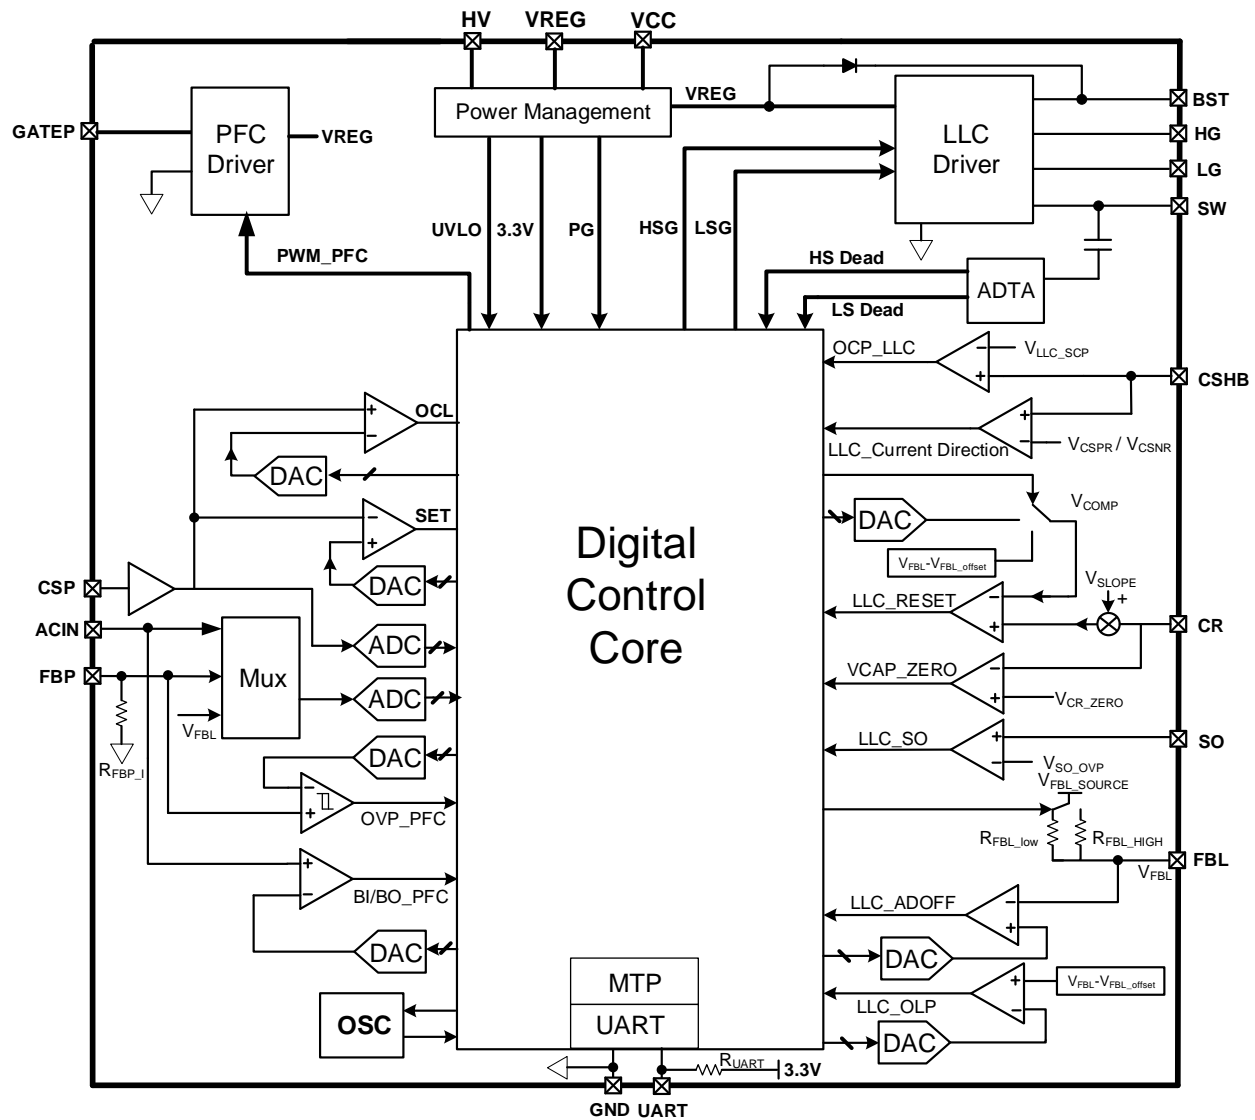 HV VREG VCC
VREG
BST
Power Management
GATEP
PFC
Driver
VREG
LLC
Driver
HG
LG
SW
UVLO 3.3V PG HSG LSG
PWM_PFC
HS Dead
ADTA
LS Dead
OCP_LLC
VLLC_SCP
CSHB
OCL
LLC_Current Direction
VCSPR / VCSNR
DAC
VCOMP
SET
DAC
Digital
Control
Core
VFBL-VFBL_offset
DAC
CSP
VSLOPE
LLC_RESET
ACIN
CR
ADC
FBP
Mux
VCAP_ZERO
ADC
VCR_ZERO
VFBL
LLC_SO
SO
DAC
RFBP_I
VSO_OVP
VFBL_SOURCE
OVP_PFC
RFBL_low
RFBL_HIGH
FBL
VFBL
BI/BO_PFC
LLC_ADOFF
DAC
DAC
MTP
VFBL-VFBL_offset
LLC_OLP
OSC
UART
DAC
RUART
3.3V
GND UART